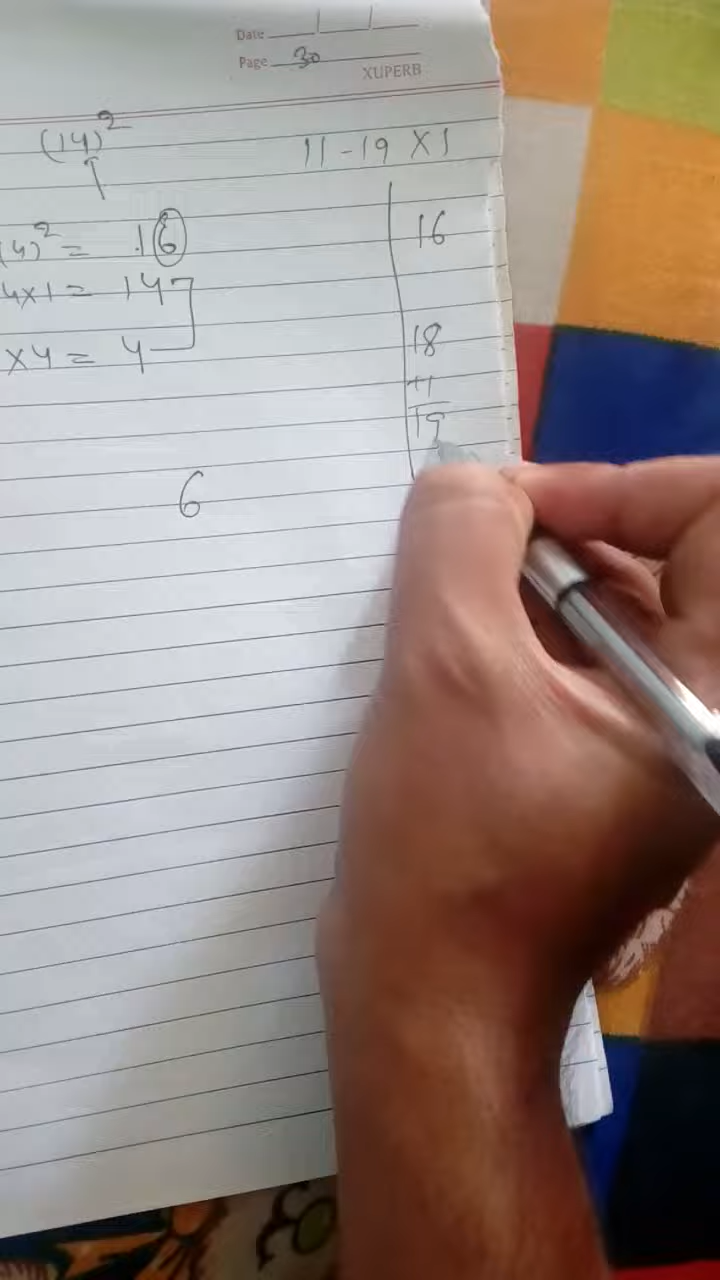 Date
Page 30
XUPERB
(14)²
11-19 X1
4)² = 16
4x1 = 14
x4 = 4
6
16
18
+1
19